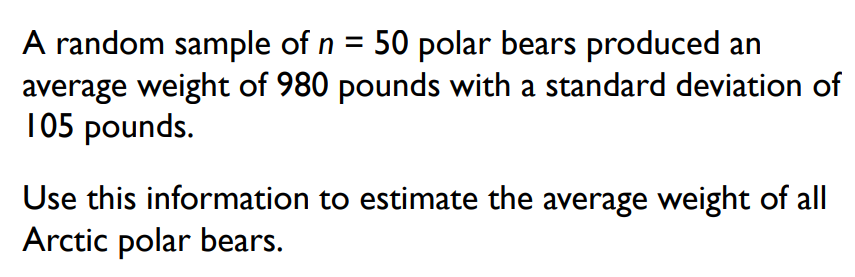 A random sample of n = 50 polar bears produced an
average weight of 980 pounds with a standard deviation of
105 pounds.
Use this information to estimate the average weight of all
Arctic polar bears.